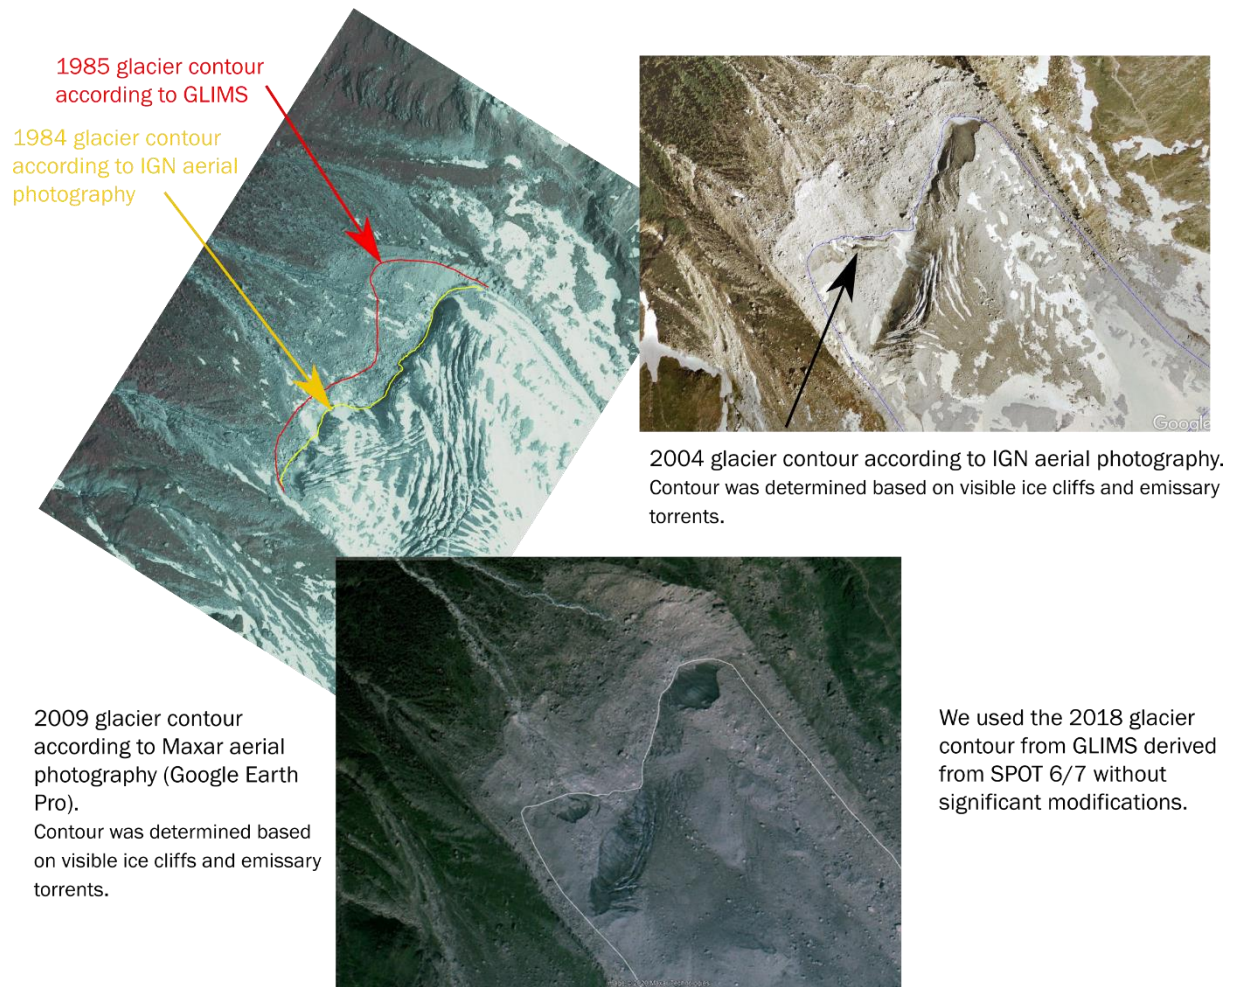 1985 glacier contour
according to GLIMS
1984 glacier contour
according to IGN aerial
photography
Google
2004 glacier contour according to IGN aerial photography.
Contour was determined based on visible ice cliffs and emissary
torrents.
2009 glacier contour
according to Maxar aerial
photography (Google Earth
Pro).
Contour was determined based
on visible ice cliffs and emissary
torrents.
We used the 2018 glacier
contour from GLIMS derived
from SPOT 6/7 without
significant modifications.